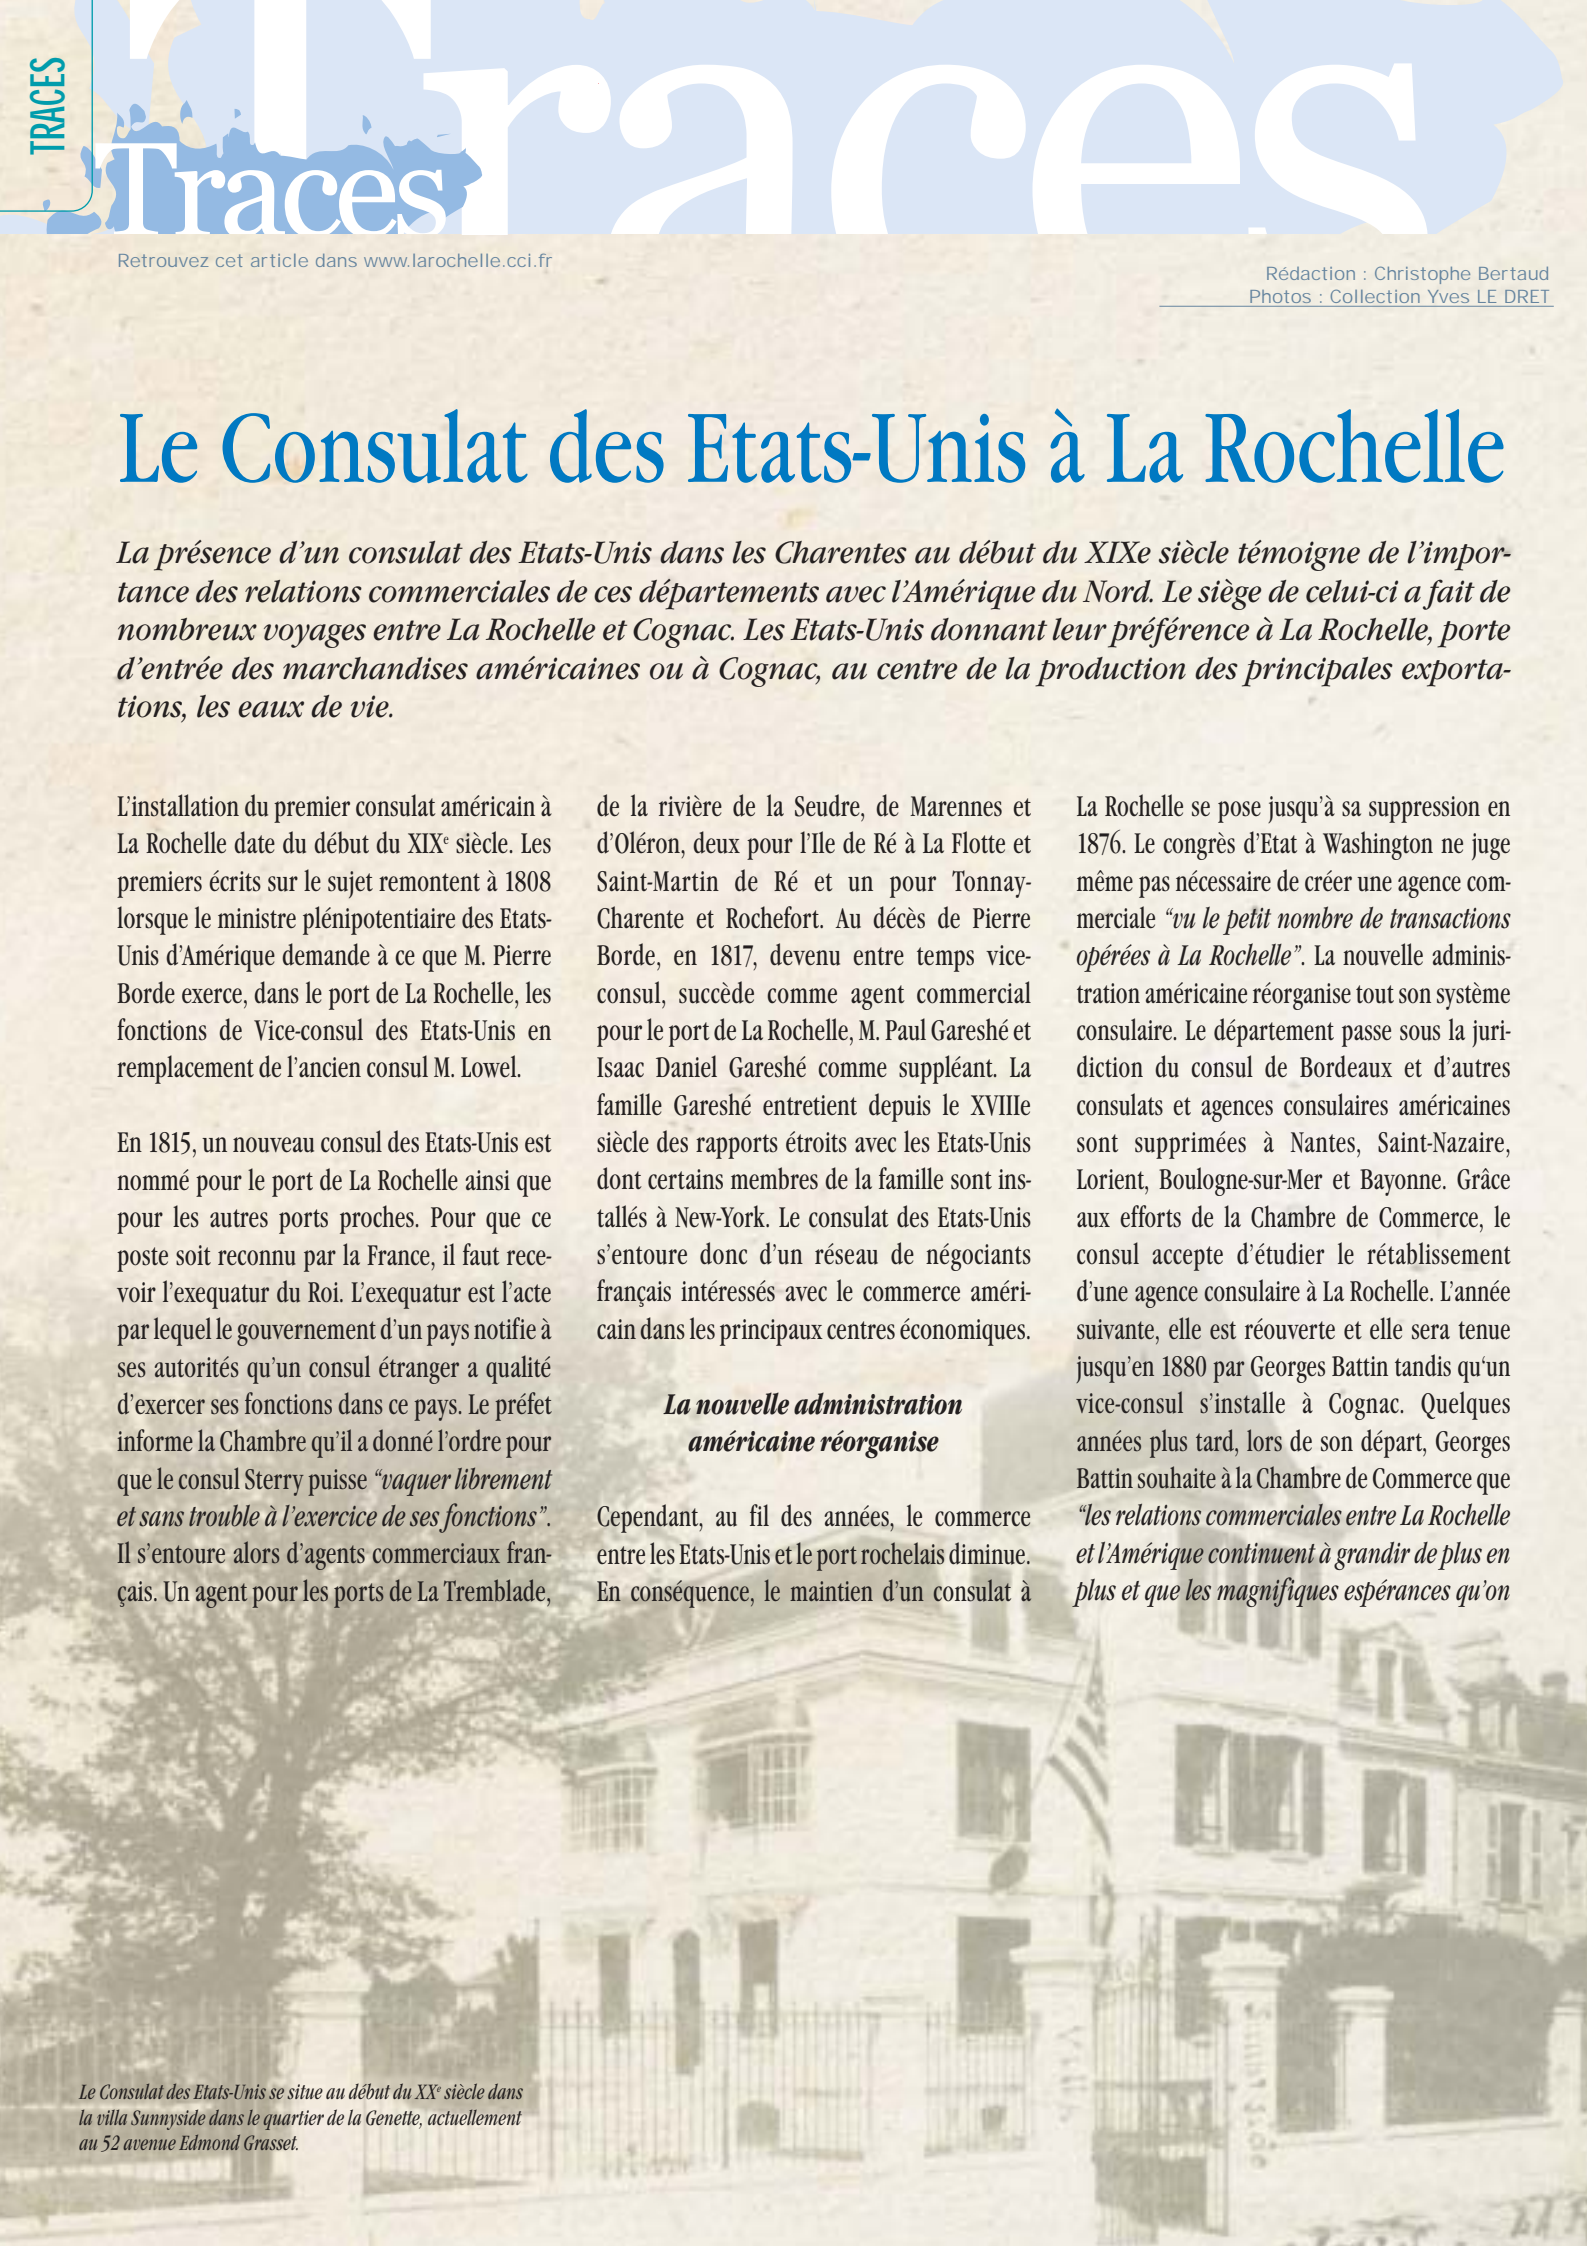 TRACES
Traces
Traces
Retrouvez cet article dans www.larochelle.cci.fr
Rédaction : Christophe Bertaud
Photos : Collection Yves LE DRET
Le Consulat des Etats-Unis à La Rochelle
La présence d’un consulat des Etats-Unis dans les Charentes au début du XIXe siècle témoigne de l’impor-
tance des relations commerciales de ces départements avec l’Amérique du Nord. Le siège de celui-ci a fait de
nombreux voyages entre La Rochelle et Cognac. Les Etats-Unis donnant leur préférence à La Rochelle, porte
d’entrée des marchandises américaines ou à Cognac, au centre de la production des principales exporta-
tions, les eaux de vie.
L’installation du premier consulat américain à
La Rochelle date du début du XIXe siècle. Les
premiers écrits sur le sujet remontent à 1808
lorsque le ministre plénipotentiaire des Etats-
Unis d’Amérique demande à ce que M. Pierre
Borde exerce, dans le port de La Rochelle, les
fonctions de Vice-consul des Etats-Unis en
remplacement de l’ancien consul M. Lowel.
En 1815, un nouveau consul des Etats-Unis est
nommé pour le port de La Rochelle ainsi que
pour les autres ports proches. Pour que ce
poste soit reconnu par la France, il faut rece-
voir l’exequatur du Roi. L’exequatur est l’acte
par lequel le gouvernement d’un pays notifie à
ses autorités qu’un consul étranger a qualité
d’exercer ses fonctions dans ce pays. Le préfet
informe la Chambre qu’il a donné l’ordre pour
que le consul Sterry puisse “vaquer librement
et sans trouble à l’exercice de ses fonctions”.
Il s’entoure alors d’agents commerciaux fran-
çais. Un agent pour les ports de La Tremblade,
de la rivière de la Seudre, de Marennes et
d’Oléron, deux pour l’Ile de Ré à La Flotte et
Saint-Martin de Ré et un pour Tonnay-
Charente et Rochefort. Au décès de Pierre
Borde, en 1817, devenu entre temps vice-
consul, succède comme agent commercial
pour le port de La Rochelle, M. Paul Gareshé et
Isaac Daniel Gareshé comme suppléant. La
famille Gareshé entretient depuis le XVIIIe
siècle des rapports étroits avec les Etats-Unis
dont certains membres de la famille sont ins-
tallés à New-York. Le consulat des Etats-Unis
s’entoure donc d’un réseau de négociants
français intéressés avec le commerce améri-
cain dans les principaux centres économiques.
La nouvelle administration
américaine réorganise
Cependant, au fil des années, le commerce
entre les Etats-Unis et le port rochelais diminue.
En conséquence, le maintien d’un consulat à
La Rochelle se pose jusqu’à sa suppression en
1876. Le congrès d’Etat à Washington ne juge
même pas nécessaire de créer une agence com-
merciale “vu le petit nombre de transactions
opérées à La Rochelle”. La nouvelle adminis-
tration américaine réorganise tout son système
consulaire. Le département passe sous la juri-
diction du consul de Bordeaux et d’autres
consulats et agences consulaires américaines
sont supprimées à Nantes, Saint-Nazaire,
Lorient, Boulogne-sur-Mer et Bayonne. Grâce
aux efforts de la Chambre de Commerce, le
consul accepte d’étudier le rétablissement
d’une agence consulaire à La Rochelle. L’année
suivante, elle est réouverte et elle sera tenue
jusqu’en 1880 par Georges Battin tandis qu‘un
vice-consul s’installe à Cognac. Quelques
années plus tard, lors de son départ, Georges
Battin souhaite à la Chambre de Commerce que
“les relations commerciales entre La Rochelle
et l’Amérique continuent à grandir de plus en
plus et que les magnifiques espérances qu’on
Le Consulat des Etats-Unis se situe au début du XXe siècle dans
la villa Sunnyside dans le quartier de la Genette, actuellement
au 52 avenue Edmond Grasset.